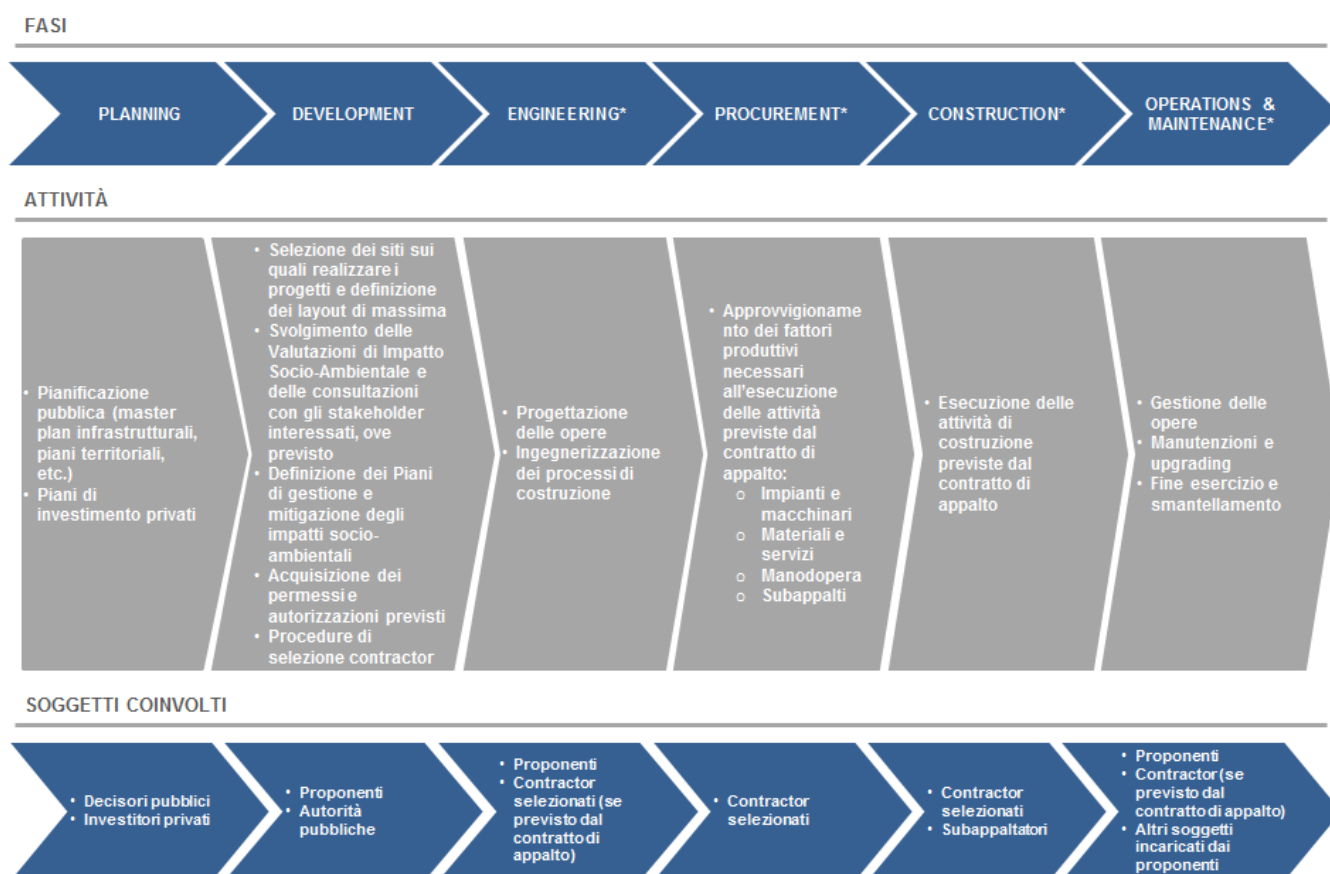 FASI
PLANNING
DEVELOPMENT
ENGINEERING*
PROCUREMENT*
CONSTRUCTION*
OPERATIONS &
MAINTENANCE*
ATTIVITÀ
• Pianificazione
pubblica (master
plan infrastrutturali,
piani territoriali,
etc.)
• Piani di
investimento privati
• Selezione dei siti sui
quali realizzare i
progetti e definizione
dei layout di massima
• Svolgimento delle
Valutazioni di Impatto
Socio-Ambientale e
delle consultazioni
con gli stakeholder
interessati, ove
previsto
• Definizione dei Piani
di gestione e
mitigazione degli
impatti socio-
ambientali
• Acquisizione dei
permessi e
autorizzazioni previsti
• Procedure di
selezione contractor
• Progettazione
delle opere
• Ingegnerizzazione
dei processi di
costruzione
• Approvvigioname
nto dei fattori
produttivi
necessari
all'esecuzione
delle attività
previste dal
contratto di
appalto:
o Impianti e
macchinari
o Materiali e
servizi
o Manodopera
o Subappalti
• Esecuzione delle
attività di
costruzione
previste dal
contratto di
appalto
• Gestione delle
opere
• Manutenzioni e
upgrading
• Fine esercizio e
smantellamento
SOGGETTI COINVOLTI
• Decisori pubblici
• Investitori privati
• Proponenti
• Autorità
pubbliche
• Proponenti
• Contractor
selezionati (se
previsto dal
contratto di
appalto)
• Contractor
selezionati
• Contractor
selezionati
• Subappaltatori
• Proponenti
• Contractor (se
previsto dal
contratto di appalto)
• Altri soggetti
incaricati dai
proponenti